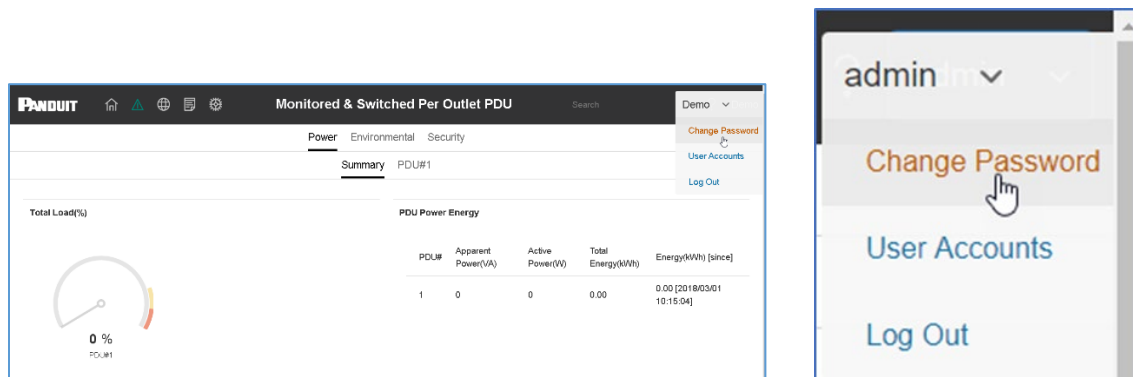 PANDUIT Monitored & Switched Per Outlet PDU Search Demo
Power Environmental Security
Summary PDU#1
Change Password
User Accounts
Log Out
Total Load(%)
0 %
PDU#1
PDU Power Energy
PDU# Apparent Power(VA) Active Power(W) Total Energy(kWh) Energy(kWh) [since]
1 0 0 0.00 0.00 [2018/03/01 10:15:04]
admin
Change Password
User Accounts
Log Out